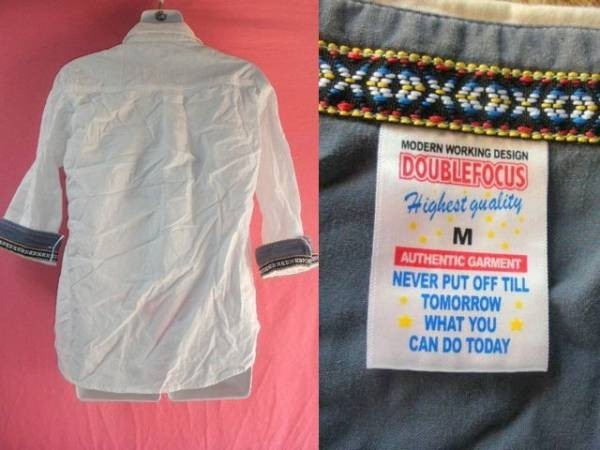 MODERN WORKING DESIGN
DOUBLEFOCUS
Highest quality
M
AUTHENTIC GARMENT
NEVER PUT OFF TILL
TOMORROW
WHAT YOU
CAN DO TODAY